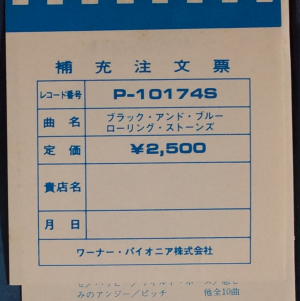 補充注文票
レコード番号 P-10174S
曲名 ブラック・アンド・ブルー
ローリング・ストーンズ
定価 ¥2,500
貴店名
月日
ワーナー・パイオニア株式会社
みのアンジー/ビッチ 他全10曲